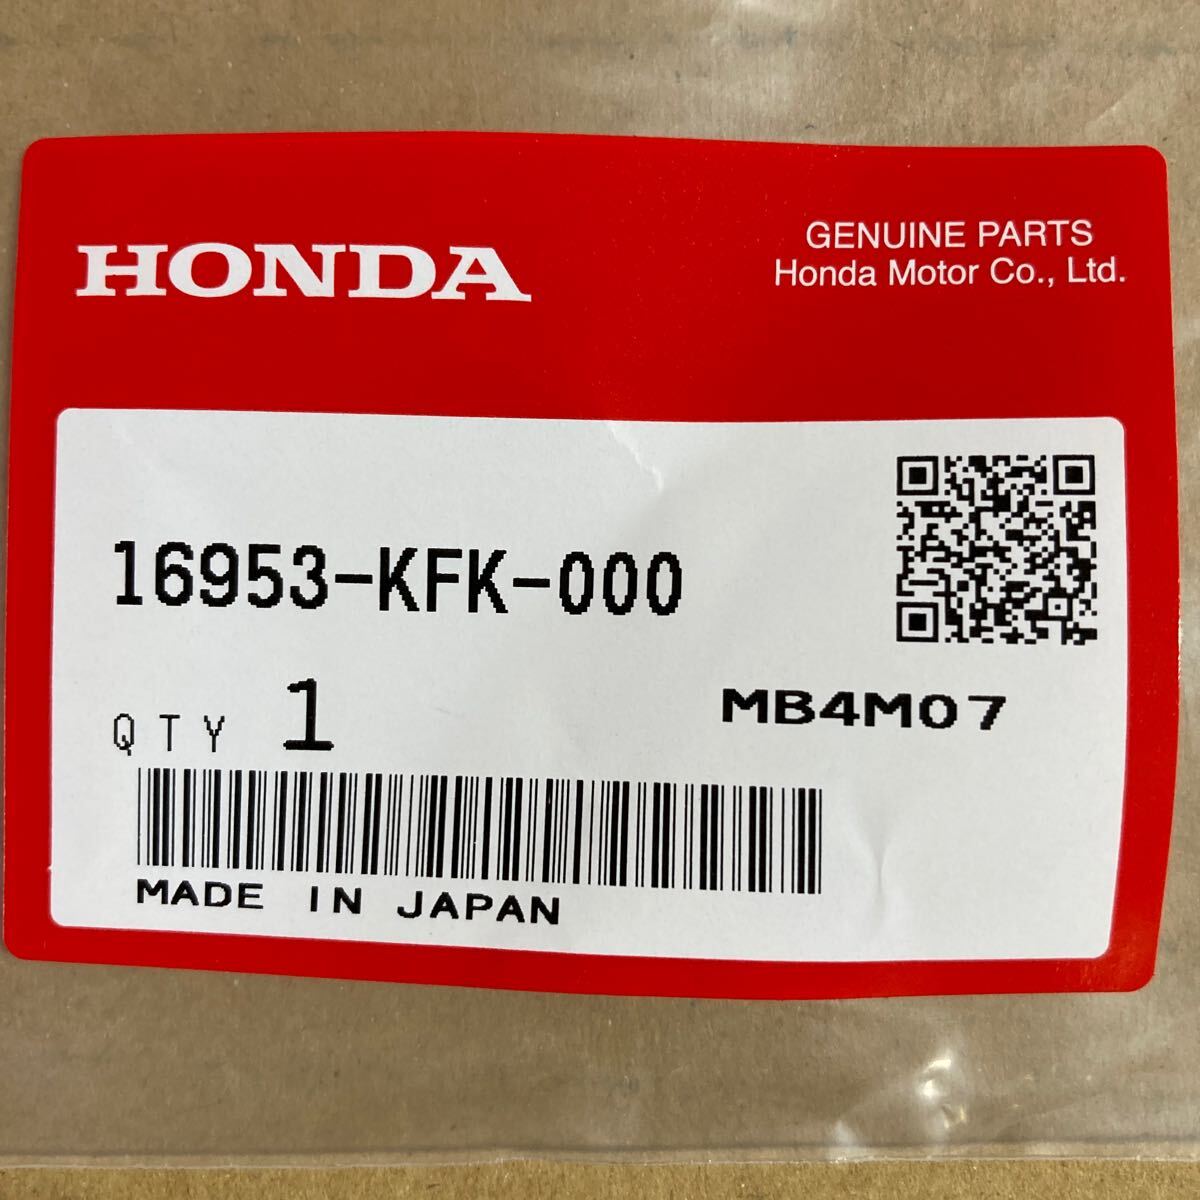 HONDA
GENUINE PARTS
Honda Motor Co., Ltd.
16953-KFK-000
QTY 1
MB4M07
MADE IN JAPAN